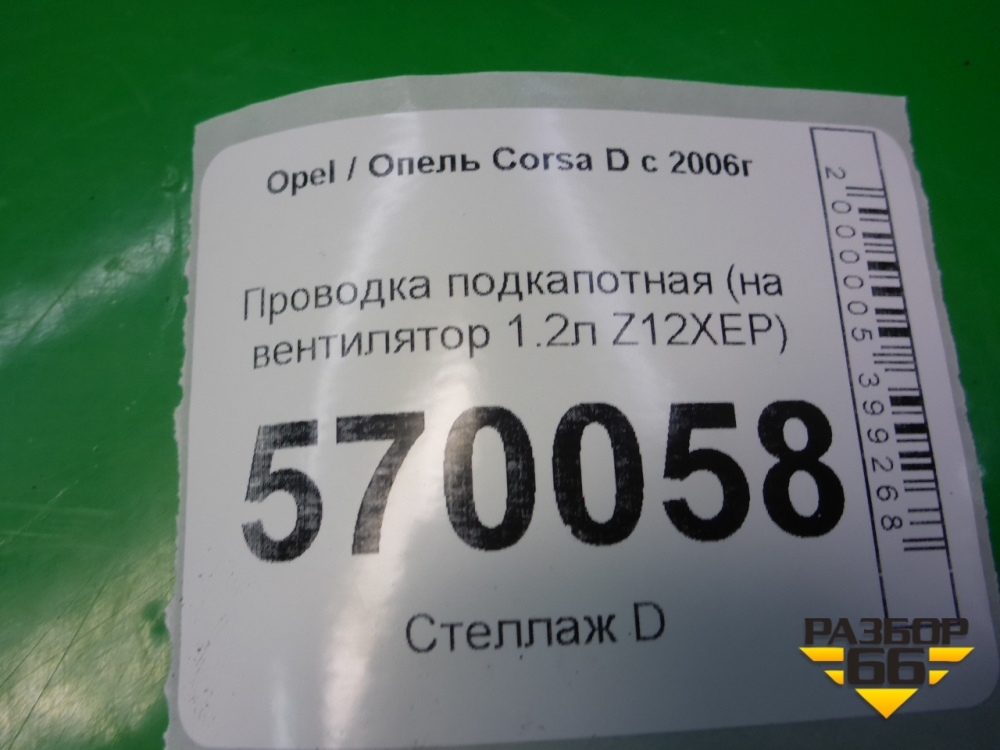 Opel / Опель Corsa D с 2006г
Проводка подкапотная (на
вентилятор 1.2л Z12XEP)
570058
Стеллаж D
2000005399268
РАЗБОР
66